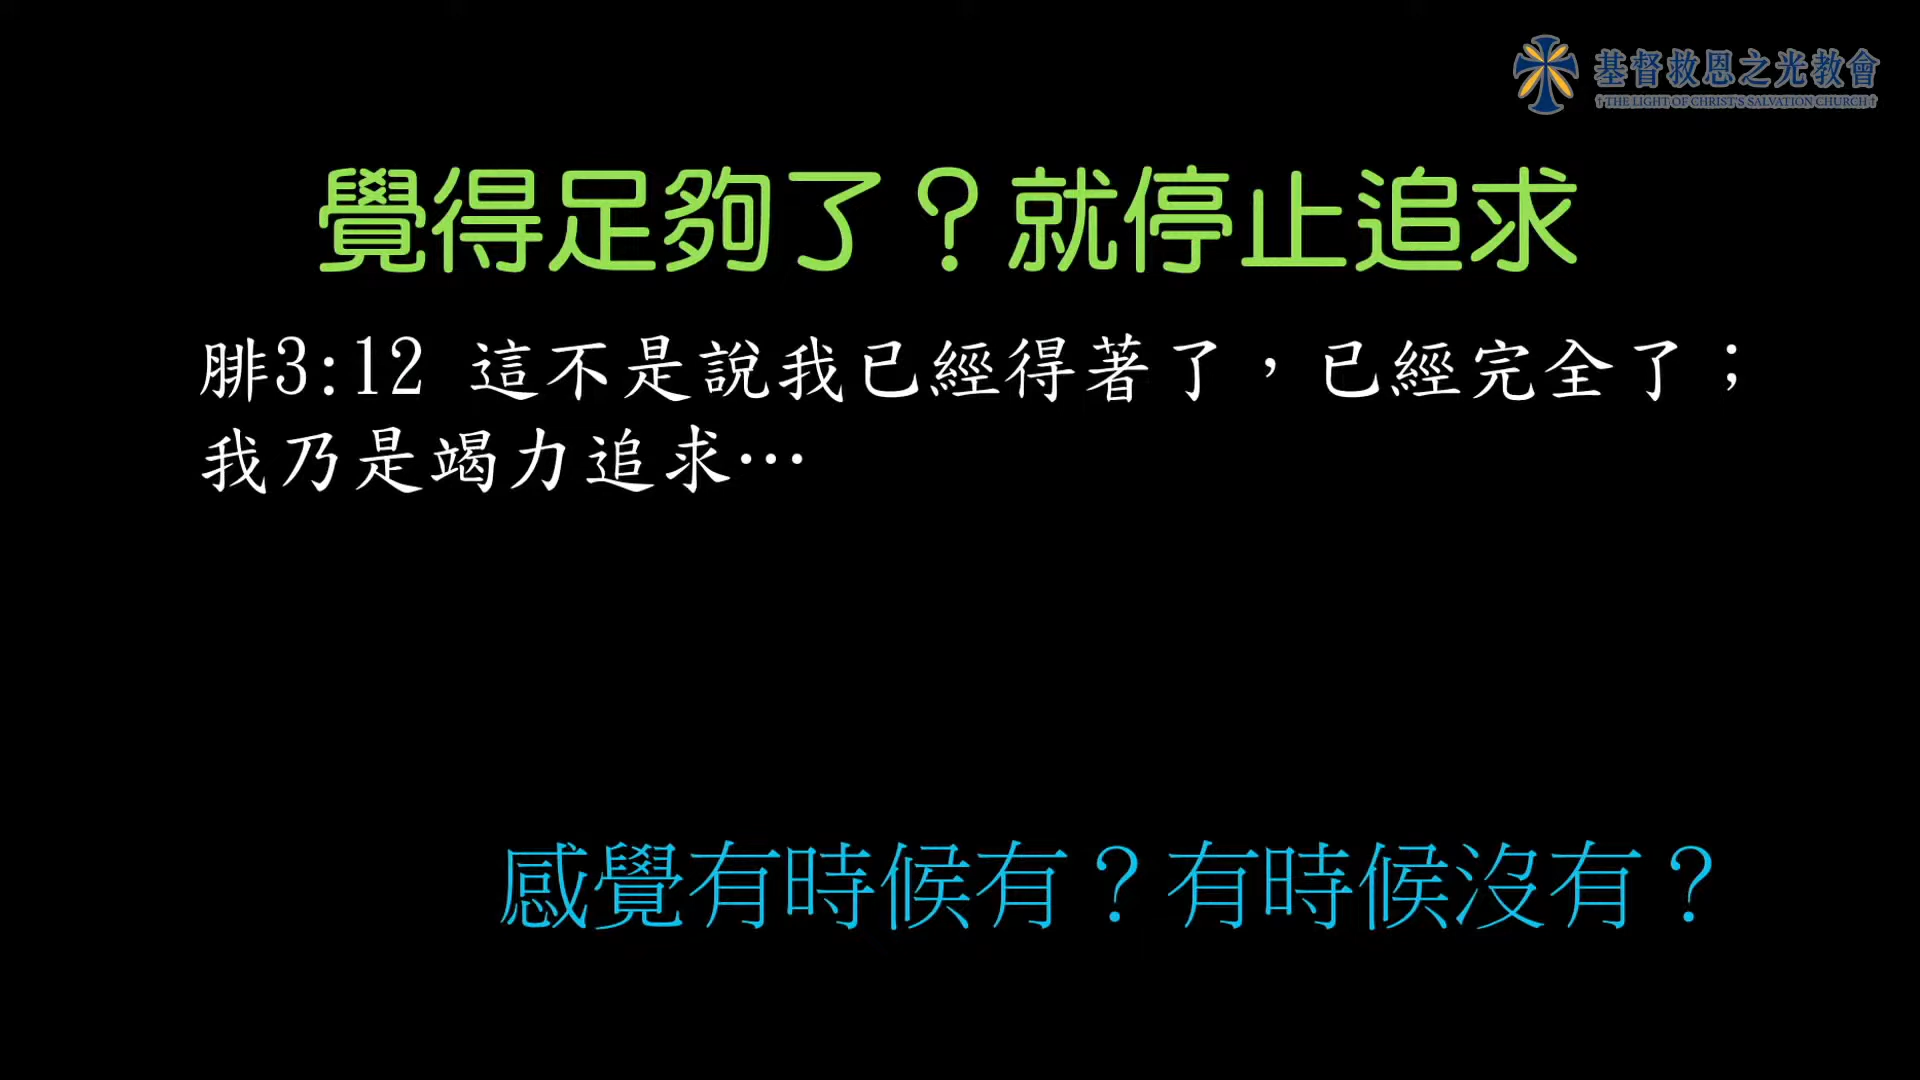 基督救恩之光教會
†THE LIGHT OF CHRIST'S SALVATION CHURCH†
覺得足夠了？就停止追求
腓3:12 這不是說我已經得著了，已經完全了；
我乃是竭力追求…
感覺有時候有？有時候沒有？